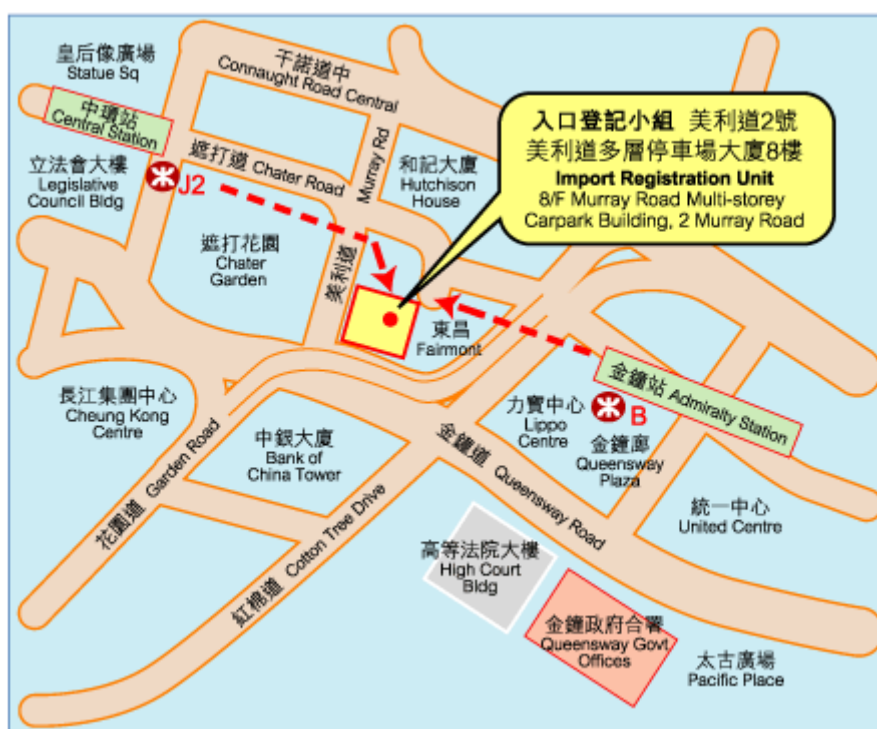 皇后像廣場
Statue Sq
中環站
Central Station
立法會大樓
Legislative
Council Bldg
J2
干諾道中
Connaught Road Central
遮打道 Chater Road
Murray Rd
和記大廈
Hutchison
House
入口登記小組 美利道2號
美利道多層停車場大廈8樓
Import Registration Unit
8/F Murray Road Multi-storey
Carpark Building, 2 Murray Road
遮打花園
Chater
Garden
美利道
東昌
Fairmont
長江集團中心
Cheung Kong
Centre
花園道 Garden Road
中銀大廈
Bank of
China Tower
紅棉道 Cotton Tree Drive
金鐘道 Queensway Road
力寶中心
Lippo
Centre
B
金鐘站 Admiralty Station
金鐘廊
Queensway
Plaza
統一中心
United Centre
高等法院大樓
High Court
Bldg
金鐘政府合署
Queensway Govt
Offices
太古廣場
Pacific Place